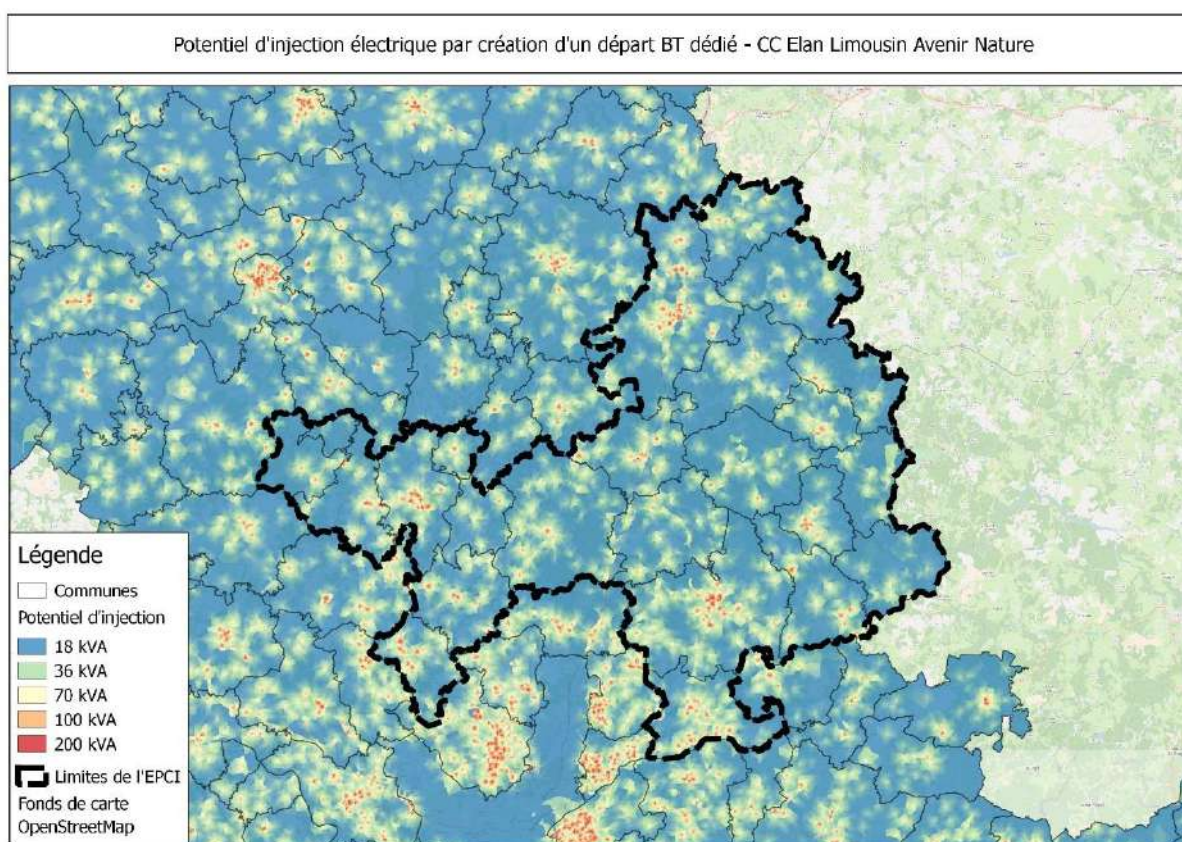 Potentiel d'injection électrique par création d'un départ BT dédié - CC Elan Limousin Avenir Nature
Légende
Communes
Potentiel d'injection
18 kVA
36 kVA
70 kVA
100 kVA
200 kVA
Limites de l'EPCI
Fonds de carte
OpenStreetMap